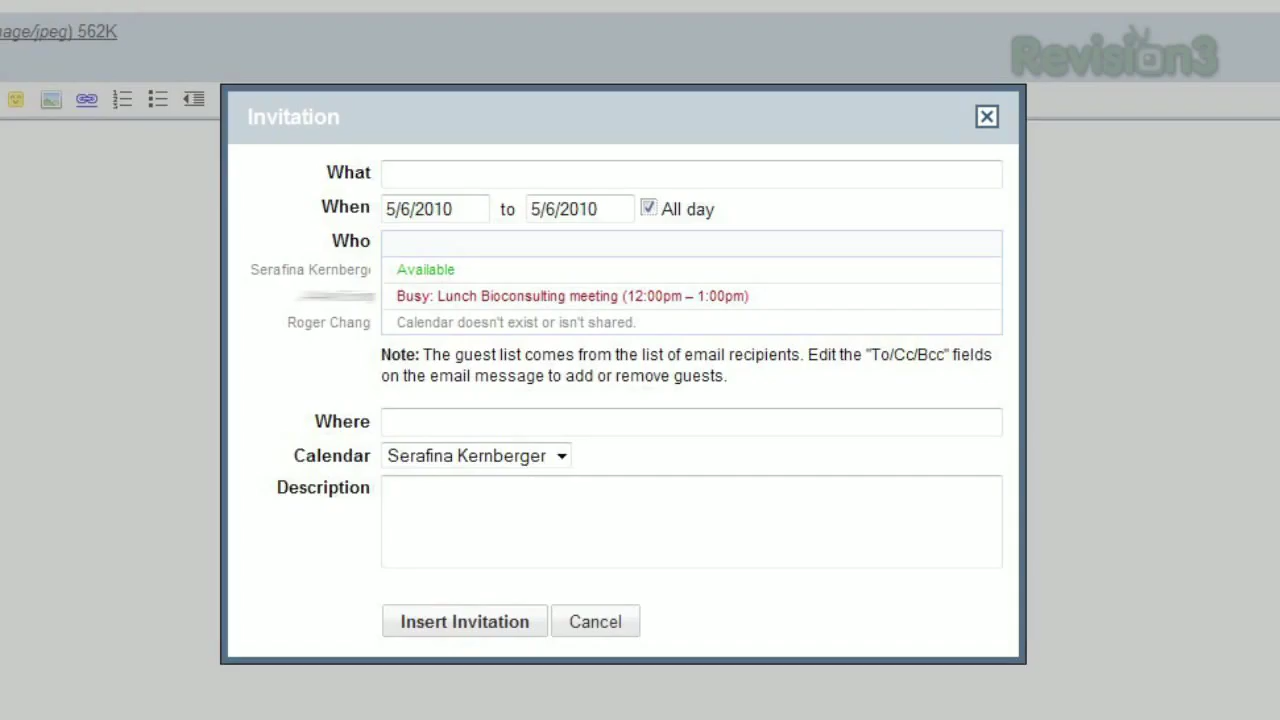 mage/jpeg) 562K
Revision3
Invitation
What
When 5/6/2010 to 5/6/2010 All day
Who
Serafina Kernberge Available
Busy: Lunch Bioconsulting meeting (12:00pm – 1:00pm)
Roger Chang Calendar doesn't exist or isn't shared.
Note: The guest list comes from the list of email recipients. Edit the "To/Cc/Bcc" fields
on the email message to add or remove guests.
Where
Calendar Serafina Kernberger
Description
Insert Invitation Cancel